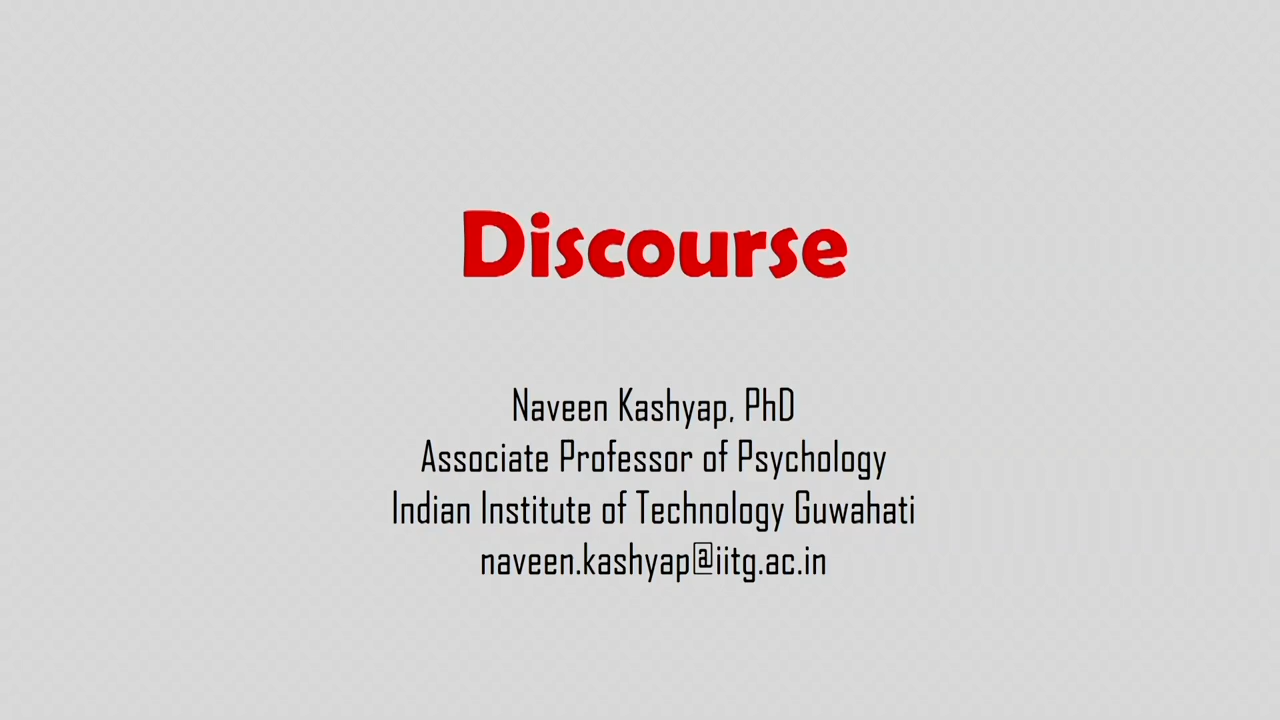 Discourse
Naveen Kashyap, PhD
Associate Professor of Psychology
Indian Institute of Technology Guwahati
naveen.kashyap@iitg.ac.in